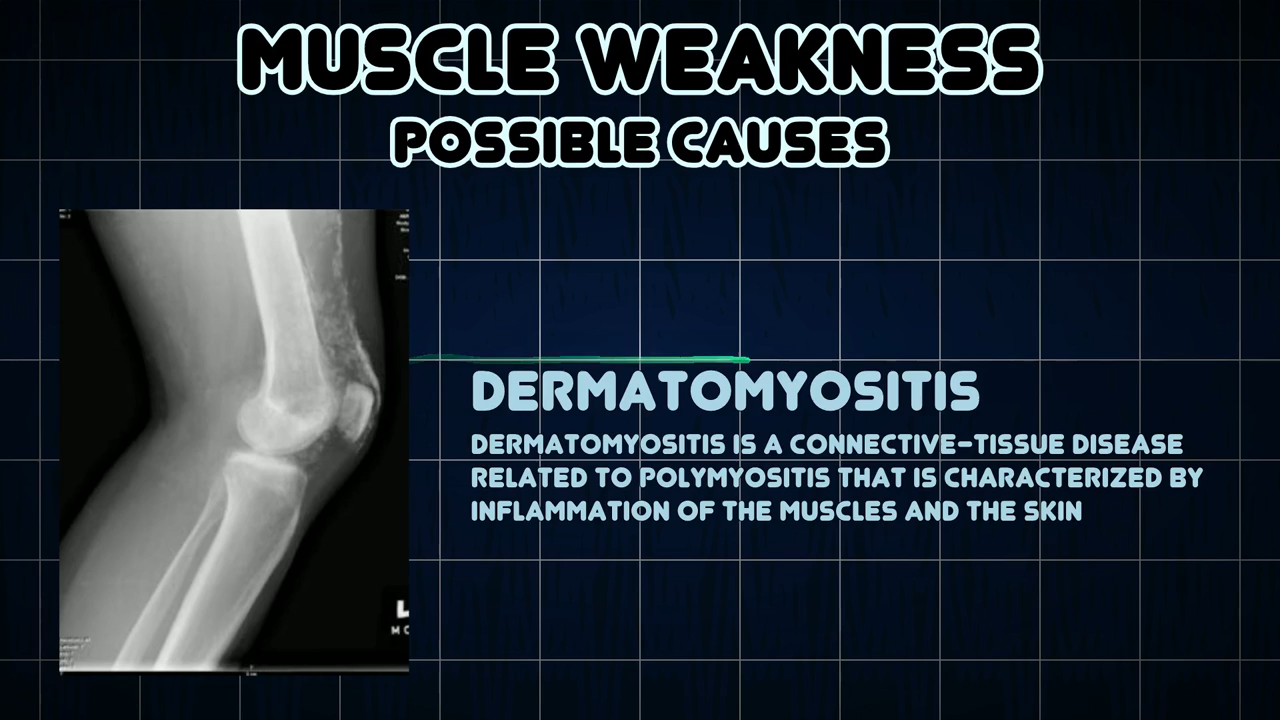 MUSCLE WEAKNESS
POSSIBLE CAUSES
DERMATOMYOSITIS
DERMATOMYOSITIS IS A CONNECTIVE-TISSUE DISEASE
RELATED TO POLYMYOSITIS THAT IS CHARACTERIZED BY
INFLAMMATION OF THE MUSCLES AND THE SKIN
L